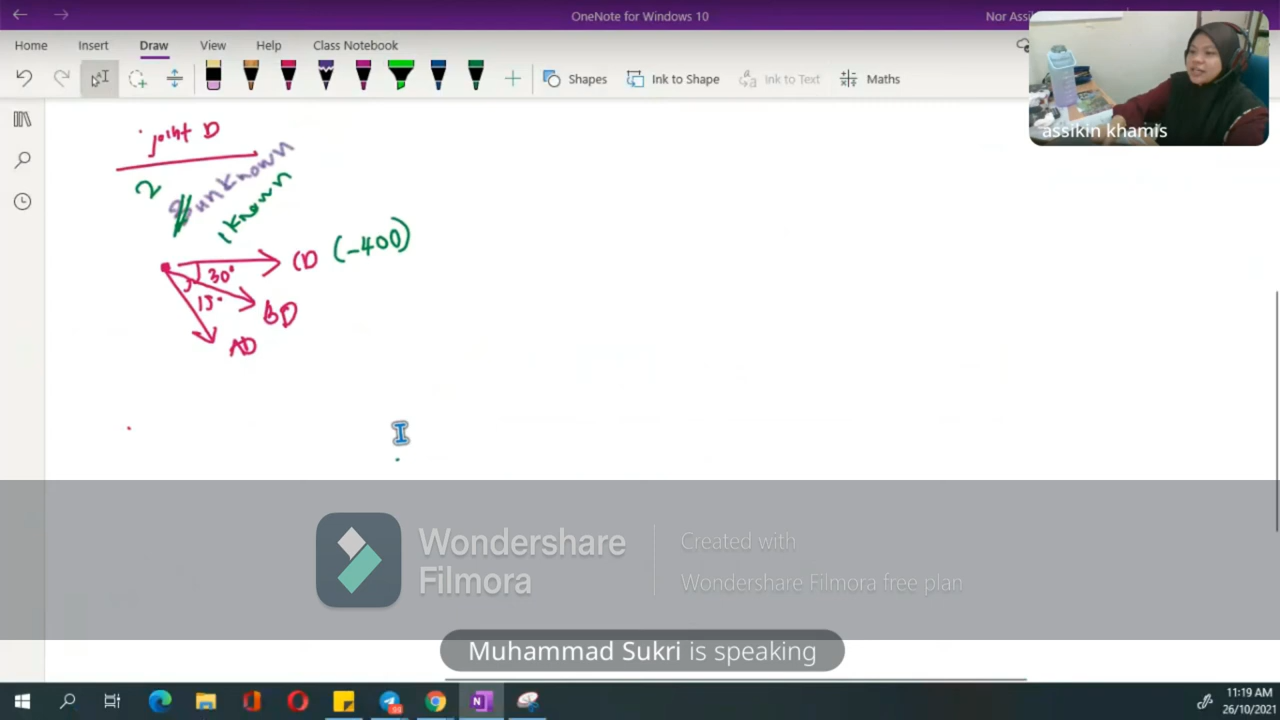 OneNote for Windows 10
Nor Assi
Home Insert Draw View Help Class Notebook
Shapes Ink to Shape Ink to Text Maths
assikin khamis
joint D
2
unknown
1 known
CD (-400)
30°
15°
BD
AD
Wondershare
Filmora
Created with
Wondershare Filmora free plan
Muhammad Sukri is speaking
11:19 AM
26/10/2021